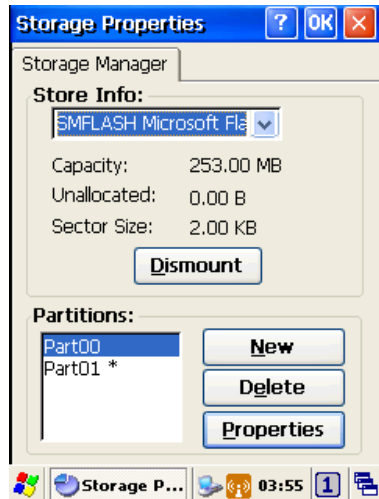 Storage Properties ? OK
Storage Manager
Store Info:
SMFLASH Microsoft Fla
Capacity: 253.00 MB
Unallocated: 0.00 B
Sector Size: 2.00 KB
Dismount
Partitions:
Part00
Part01 *
New
Delete
Properties
Storage P... 03:55 1